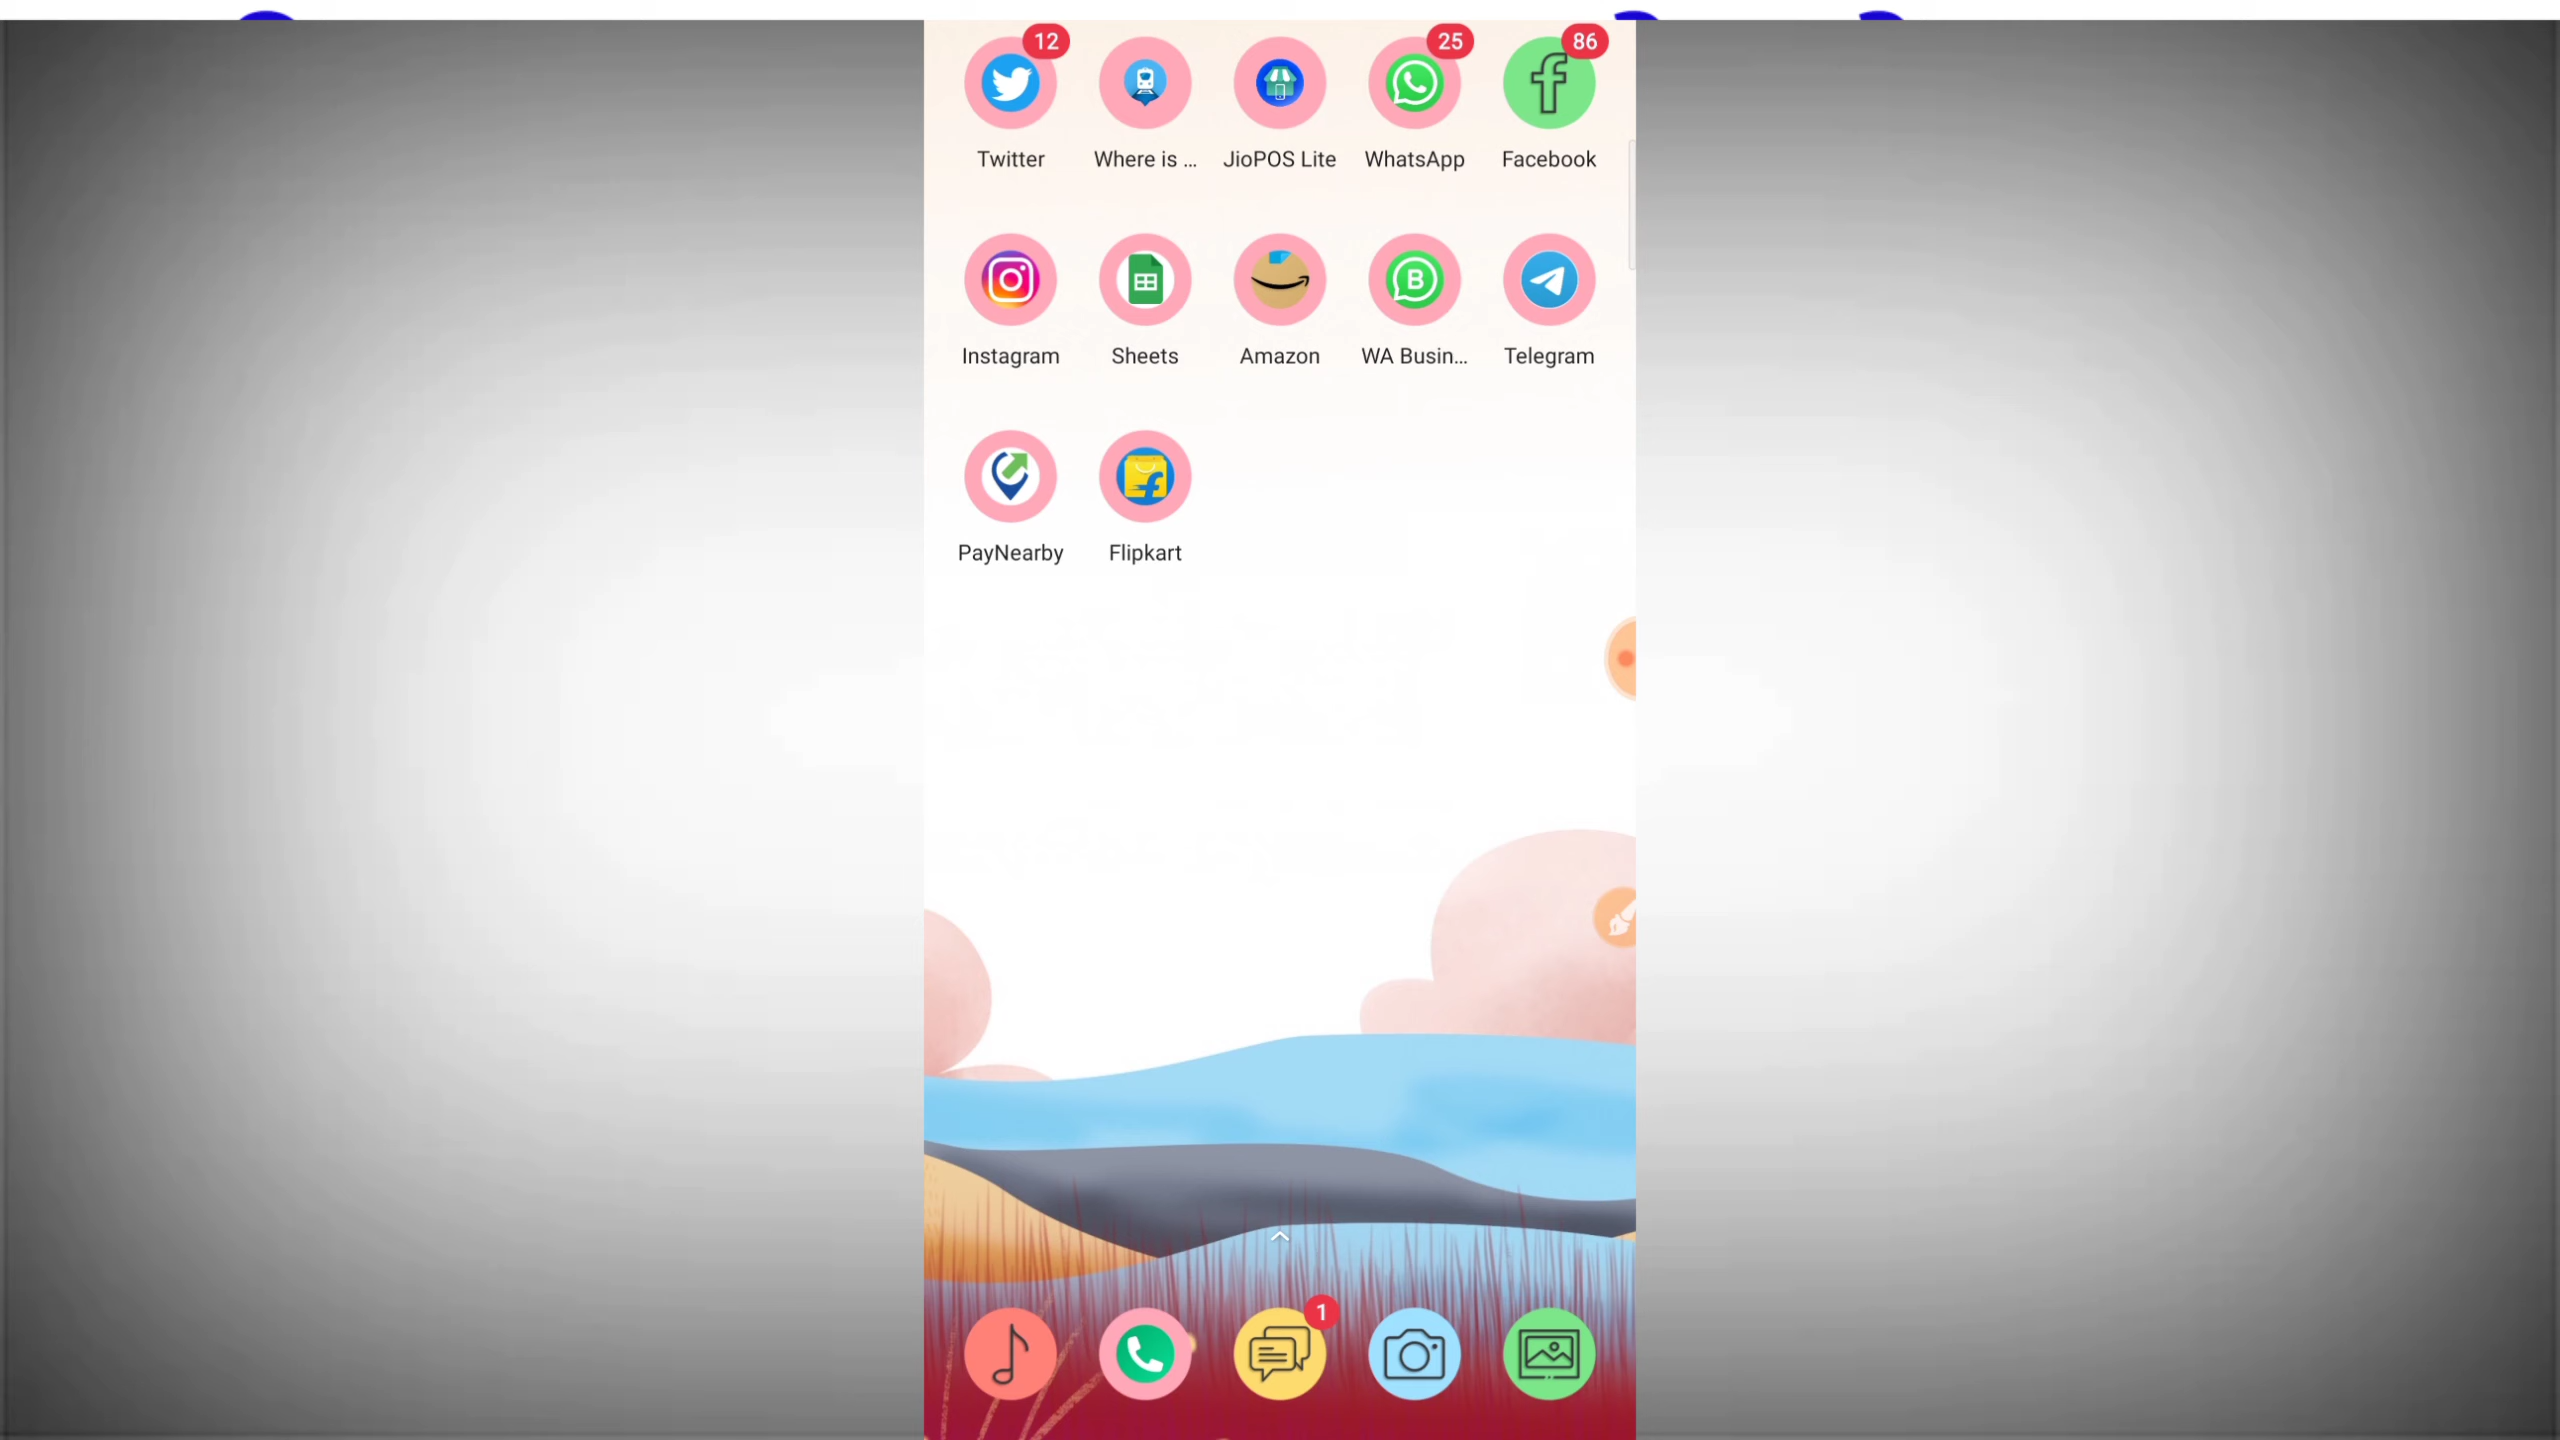 12 25 86
Twitter Where is ... JioPOS Lite WhatsApp Facebook
B
Instagram Sheets Amazon WA Busin... Telegram
PayNearby Flipkart
1